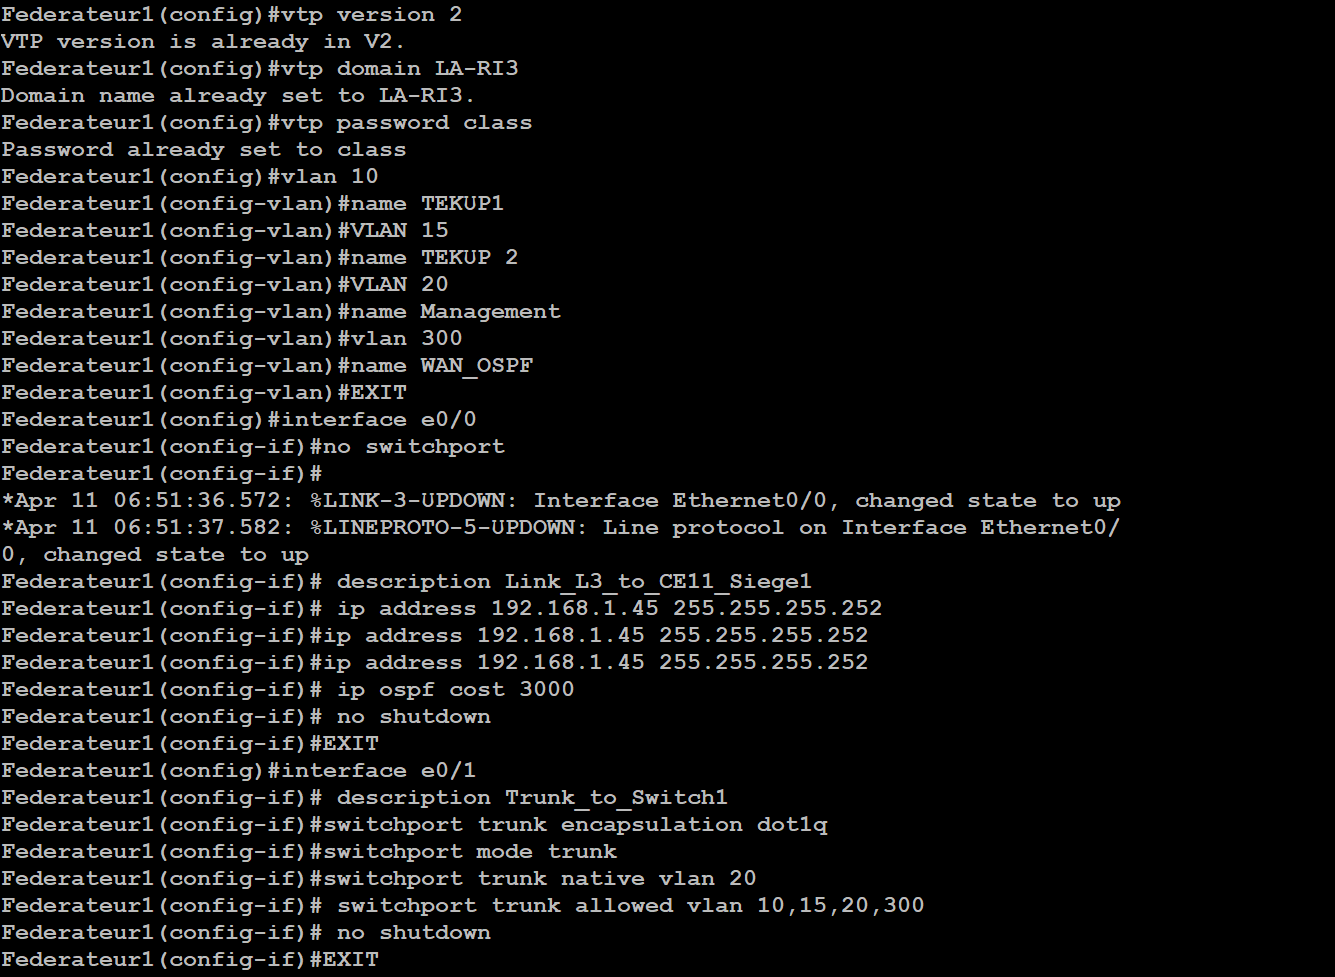 Federateur1(config)#vtp version 2
VTP version is already in V2.
Federateur1(config)#vtp domain LA-RI3
Domain name already set to LA-RI3.
Federateur1(config)#vtp password class
Password already set to class
Federateur1(config)#vlan 10
Federateur1(config-vlan)#name TEKUP1
Federateur1(config-vlan)#VLAN 15
Federateur1(config-vlan)#name TEKUP 2
Federateur1(config-vlan)#VLAN 20
Federateur1(config-vlan)#name Management
Federateur1(config-vlan)#vlan 300
Federateur1(config-vlan)#name WAN_OSPF
Federateur1(config-vlan)#EXIT
Federateur1(config)#interface e0/0
Federateur1(config-if)#no switchport
Federateur1(config-if)#
*Apr 11 06:51:36.572: %LINK-3-UPDOWN: Interface Ethernet0/0, changed state to up
*Apr 11 06:51:37.582: %LINEPROTO-5-UPDOWN: Line protocol on Interface Ethernet0/
0, changed state to up
Federateur1(config-if)# description Link_L3_to_CE11_Siege1
Federateur1(config-if)# ip address 192.168.1.45 255.255.255.252
Federateur1(config-if)#ip address 192.168.1.45 255.255.255.252
Federateur1(config-if)#ip address 192.168.1.45 255.255.255.252
Federateur1(config-if)# ip ospf cost 3000
Federateur1(config-if)# no shutdown
Federateur1(config-if)#EXIT
Federateur1(config)#interface e0/1
Federateur1(config-if)# description Trunk_to_Switch1
Federateur1(config-if)#switchport trunk encapsulation dot1q
Federateur1(config-if)#switchport mode trunk
Federateur1(config-if)#switchport trunk native vlan 20
Federateur1(config-if)# switchport trunk allowed vlan 10,15,20,300
Federateur1(config-if)# no shutdown
Federateur1(config-if)#EXIT